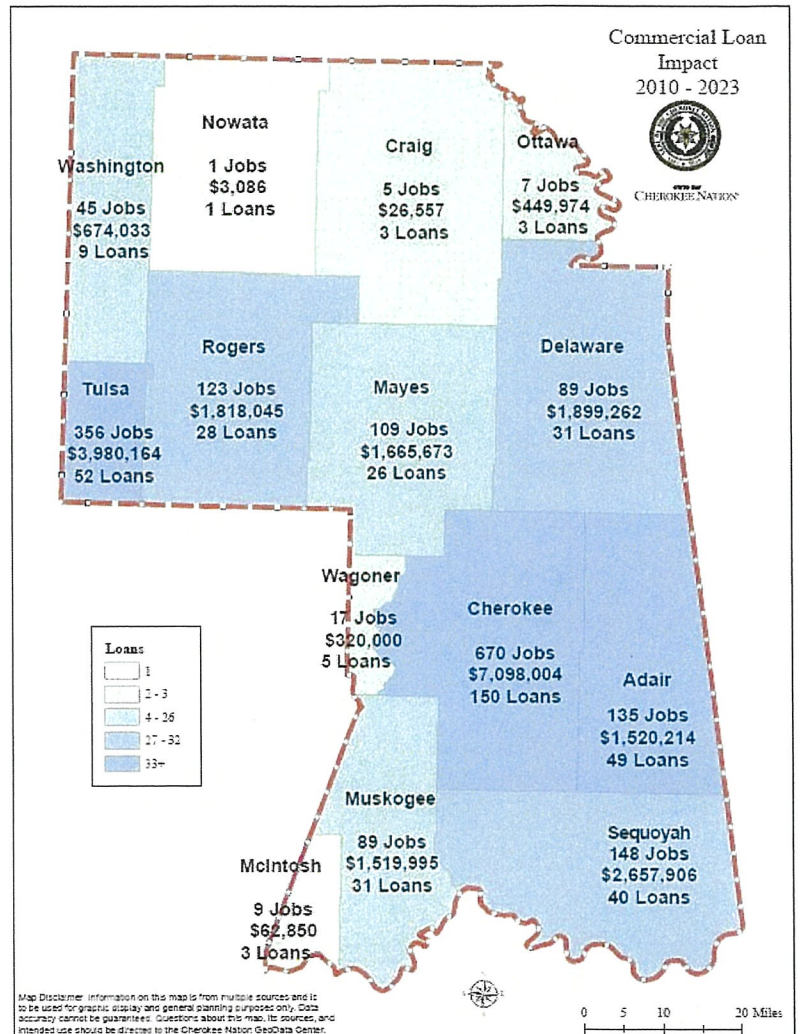 Commercial Loan
Impact
2010 - 2023
CHEROKEE NATION
Nowata
1 Jobs
$3,086
1 Loans
Craig
5 Jobs
$26,557
3 Loans
Ottawa
7 Jobs
$449,974
3 Loans
Washington
45 Jobs
$674,033
9 Loans
Rogers
123 Jobs
$1,818,045
28 Loans
Delaware
89 Jobs
$1,899,262
31 Loans
Tulsa
356 Jobs
$3,980,164
52 Loans
Mayes
109 Jobs
$1,665,673
26 Loans
Wagoner
17 Jobs
$320,000
5 Loans
Cherokee
670 Jobs
$7,098,004
150 Loans
Adair
135 Jobs
$1,520,214
49 Loans
Loans
1
2 - 3
4 - 26
27 - 32
33+
Muskogee
89 Jobs
$1,519,995
31 Loans
Sequoyah
148 Jobs
$2,657,906
40 Loans
McIntosh
9 Jobs
$62,850
3 Loans
Map Disclaimer: Information on this map is from multiple sources and is
to be used for graphic display and general planning purposes only. Data
accuracy cannot be guaranteed. Questions about this map, its sources, and
intended use should be directed to the Cherokee Nation GeoData Center.
0 5 10 20 Miles